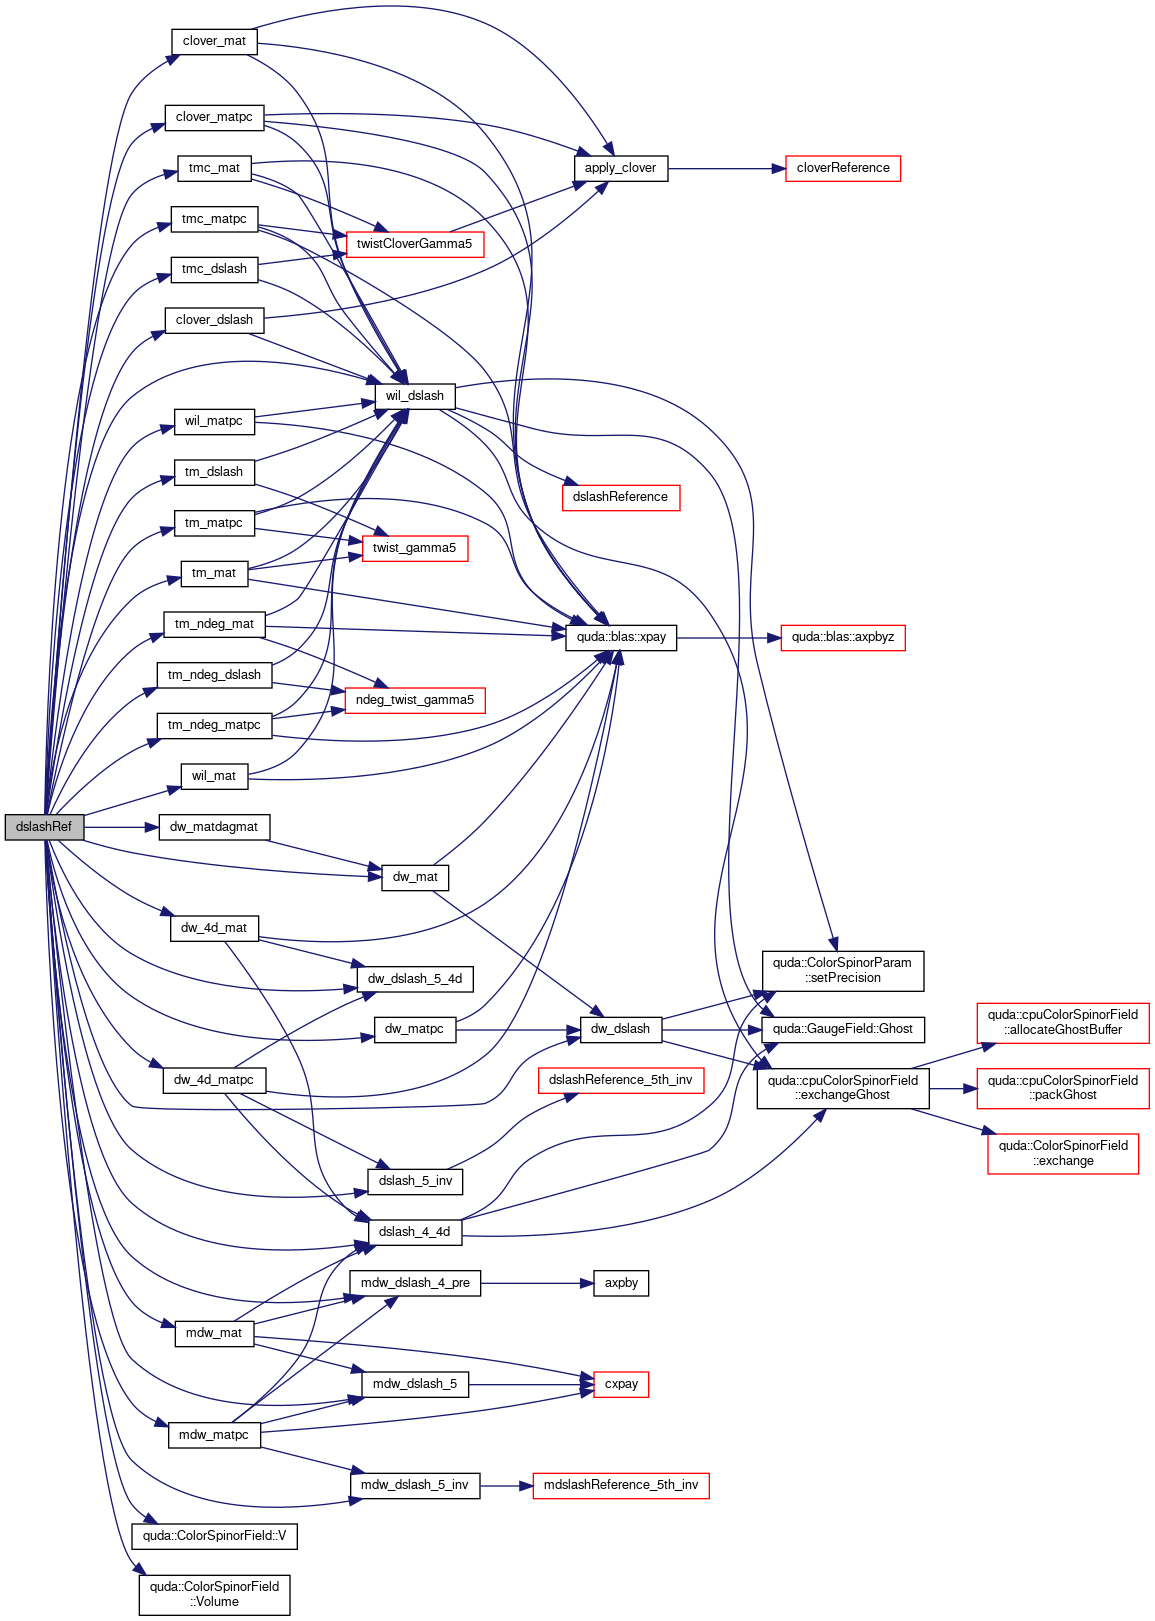 clover_mat
clover_matpc
tmc_mat
apply_clover
cloverReference
tmc_matpc
twistCloverGamma5
tmc_dslash
clover_dslash
wil_dslash
wil_matpc
tm_dslash
dslashReference
tm_matpc
twist_gamma5
tm_mat
tm_ndeg_mat
quda::blas::xpay
quda::blas::axpbyz
tm_ndeg_dslash
ndeg_twist_gamma5
tm_ndeg_matpc
wil_mat
dslashRef
dw_matdagmat
dw_mat
dw_4d_mat
dw_dslash_5_4d
quda::ColorSpinorParam
::setPrecision
dw_matpc
dw_dslash
quda::GaugeField::Ghost
quda::cpuColorSpinorField
::allocateGhostBuffer
dw_4d_matpc
dslashReference_5th_inv
quda::cpuColorSpinorField
::exchangeGhost
quda::cpuColorSpinorField
::packGhost
quda::ColorSpinorField
::exchange
dslash_5_inv
dslash_4_4d
mdw_dslash_4_pre
axpby
mdw_mat
mdw_dslash_5
cxpay
mdw_matpc
mdw_dslash_5_inv
mdslashReference_5th_inv
quda::ColorSpinorField::V
quda::ColorSpinorField
::Volume